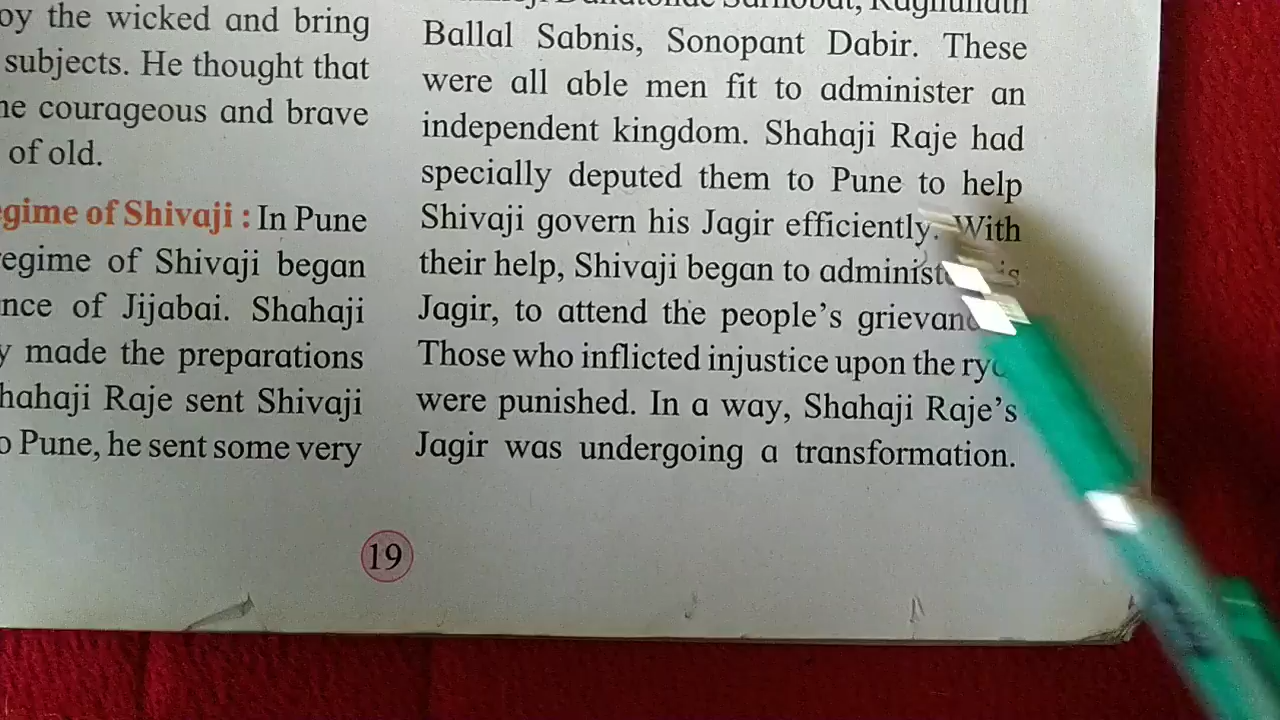 oy the wicked and bring
subjects. He thought that
ne courageous and brave
of old.
egime of Shivaji : In Pune
regime of Shivaji began
nce of Jijabai. Shahaji
y made the preparations
hahaji Raje sent Shivaji
o Pune, he sent some very
Ballal Sabnis, Sonopant Dabir. These
were all able men fit to administer an
independent kingdom. Shahaji Raje had
specially deputed them to Pune to help
Shivaji govern his Jagir efficiently. With
their help, Shivaji began to
Jagir, to attend the people's
Those who inflicted injustice upon the
were punished. In a way, Shahaji Raje's
Jagir was undergoing a transformation.
19